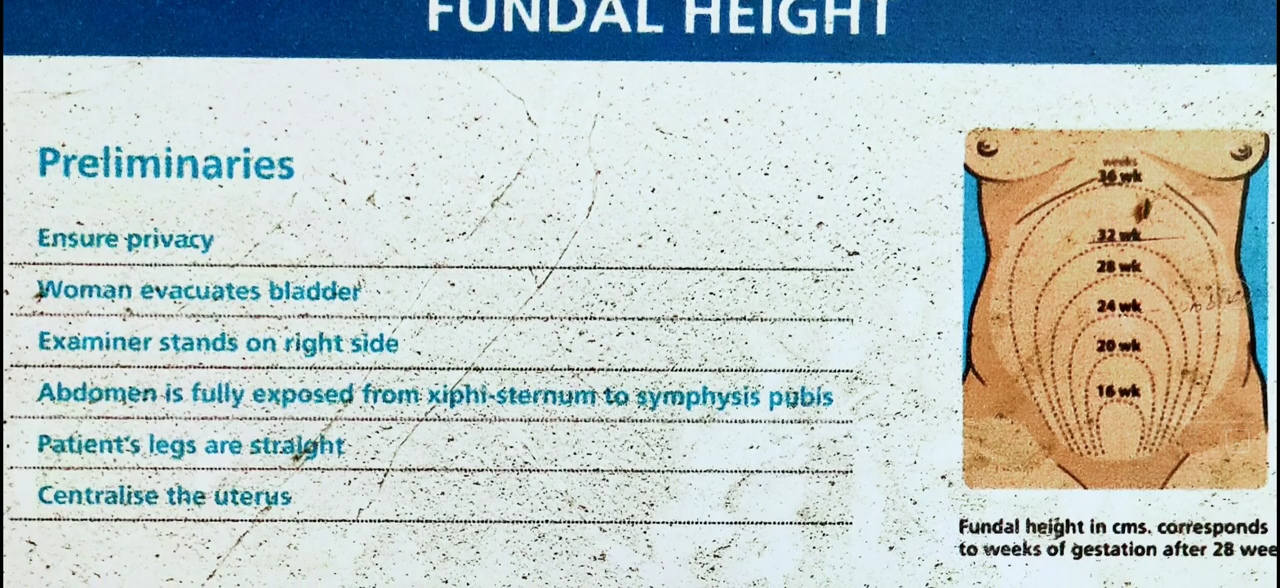 FUNDAL HEIGHT
Preliminaries
Ensure privacy
Woman evacuates bladder
Examiner stands on right side
Abdomen is fully exposed from xiphi-sternum to symphysis pubis
Patient's legs are straight
Centralise the uterus
weeks
36 wk
32 wk
28 wk
24 wk
20 wk
16 wk
Fundal height in cms. corresponds
to weeks of gestation after 28 wee